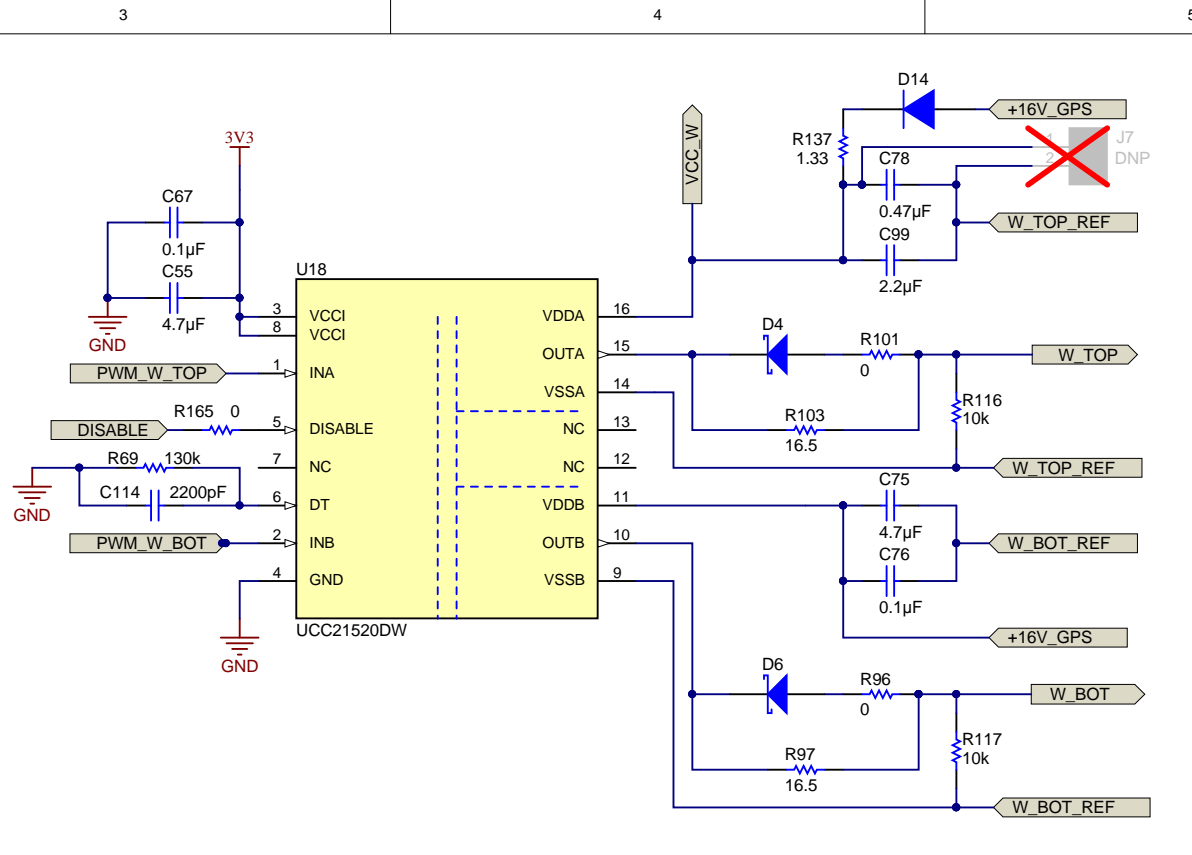 3
4
5
D14
+16V_GPS
R137
1.33
J7
DNP
1
2
C78
0.47µF
VCC_W
3V3
W_TOP_REF
C67
0.1µF
C99
2.2µF
C55
4.7µF
GND
U18
3
VCCI
8
VCCI
VDDA
16
PWM_W_TOP
1
INA
OUTA
15
D4
R101
0
W_TOP
VSSA
14
R103
16.5
R116
10k
DISABLE
R165
0
5
DISABLE
NC
13
R69
130k
7
NC
NC
12
W_TOP_REF
GND
C114
2200pF
6
DT
VDDB
11
C75
4.7µF
PWM_W_BOT
2
INB
OUTB
10
W_BOT_REF
C76
0.1µF
4
GND
VSSB
9
GND
UCC21520DW
+16V_GPS
D6
R96
0
W_BOT
R97
16.5
R117
10k
W_BOT_REF